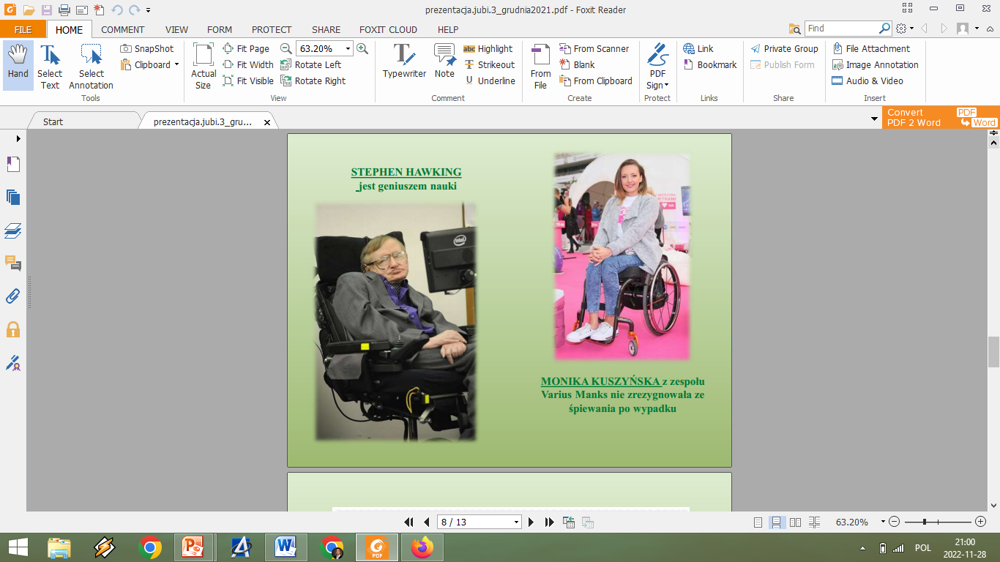 prezentacja.jubi.3_grudnia2021.pdf - Foxit Reader
FILE HOME COMMENT VIEW FORM PROTECT SHARE FOXIT CLOUD HELP
Find
Hand
Select Text
Select Annotation
SnapShot
Clipboard
Tools
Actual Size
Fit Page
Fit Width
Fit Visible
63.20%
Rotate Left
Rotate Right
View
Typewriter
Note
abc Highlight
Strikeout
U Underline
Comment
From File
From Scanner
Blank
From Clipboard
Create
PDF Sign
Protect
Link
Bookmark
Links
Private Group
Publish Form
Share
File Attachment
Image Annotation
Audio & Video
Insert
Start
prezentacja.jubi.3_gru...
Convert PDF
PDF 2 Word Word
STEPHEN HAWKING
jest geniuszem nauki
intel
MONIKA KUSZYŃSKA z zespołu
Varius Manks nie zrezygnowała ze
śpiewania po wypadku
8 / 13
63.20%
PDF
POL
21:00
2022-11-28